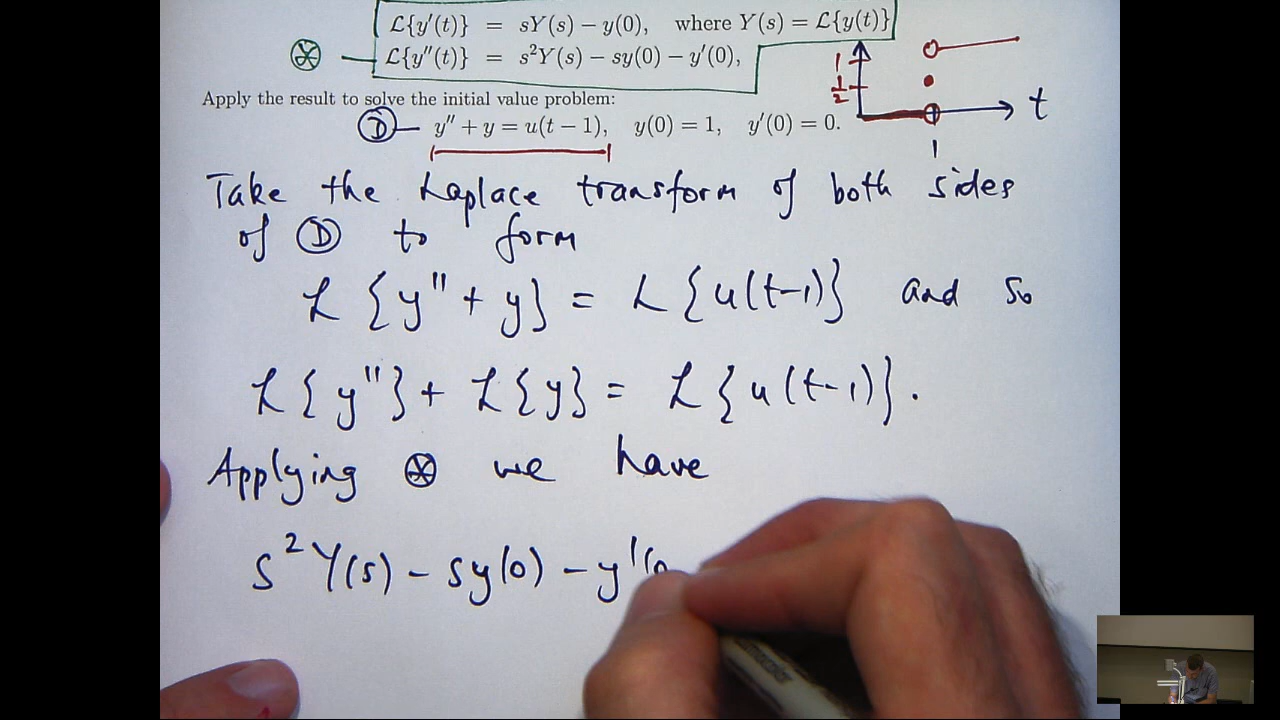 ℒ{y′(t)} = sY(s) − y(0), where Y(s) = ℒ{y(t)}
⊛ — ℒ{y″(t)} = s²Y(s) − sy(0) − y′(0),
1
1/2
t
1
Apply the result to solve the initial value problem:
Ⓓ — y″ + y = u(t − 1), y(0) = 1, y′(0) = 0.
Take the Laplace transform of both sides
of Ⓓ to form
ℒ{y″ + y} = ℒ{u(t−1)} and so
ℒ{y″} + ℒ{y} = ℒ{u(t−1)}.
Applying ⊛ we have
s²Y(s) − sy(0) − y′(0